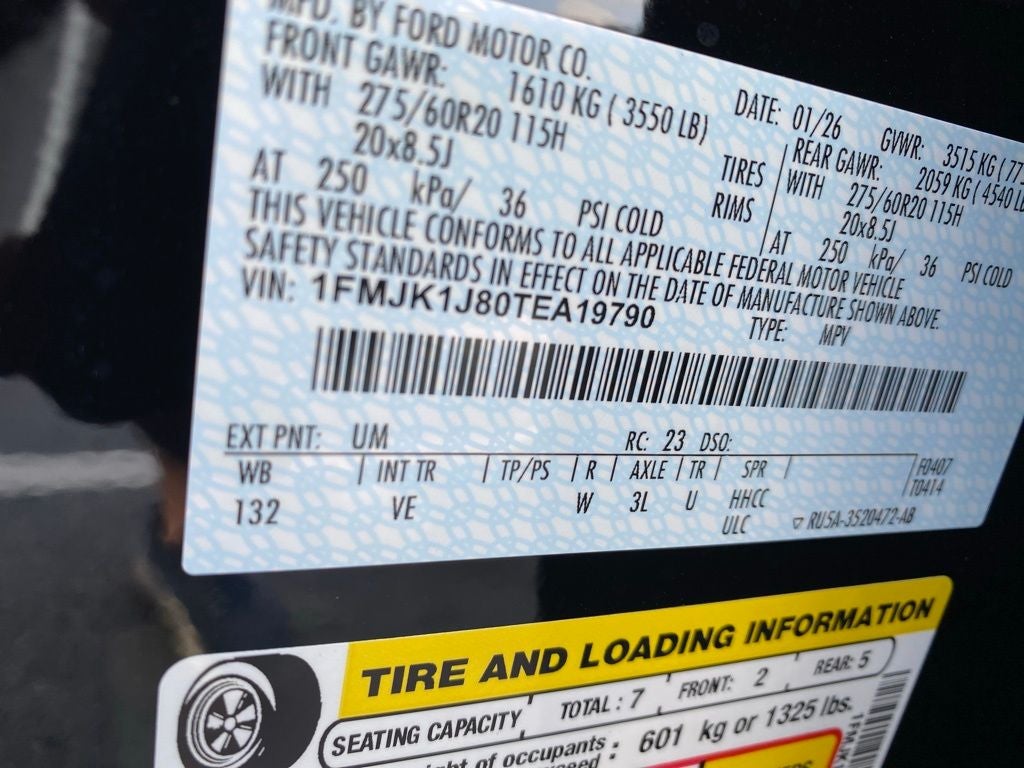 MFD. BY FORD MOTOR CO.
DATE: 01/26 GVWR: 3515 KG
FRONT GAWR: 1610 KG ( 3550 LB)
REAR GAWR: 2059 KG (4540
WITH 275/60R20 115H TIRES
WITH 275/60R20 115H
20x8.5J RIMS
20x8.5J
AT 250 kPa/ 36 PSI COLD
AT 250 kPa/ 36 PSI COLD
THIS VEHICLE CONFORMS TO ALL APPLICABLE FEDERAL MOTOR VEHICLE
SAFETY STANDARDS IN EFFECT ON THE DATE OF MANUFACTURE SHOWN ABOVE.
VIN: 1FMJK1J80TEA19790
TYPE: MPV
EXT PNT: UM RC: 23 DSO:
WB | INT TR | TP/PS | R | AXLE | TR | SPR | F0407
132 VE W 3L U HHCC T0414
ULC ▽ RU5A-3520472-AB
TIRE AND LOADING INFORMATION
SEATING CAPACITY TOTAL : 7 FRONT: 2 REAR: 5
of occupants : 601 kg or 1325 lbs.